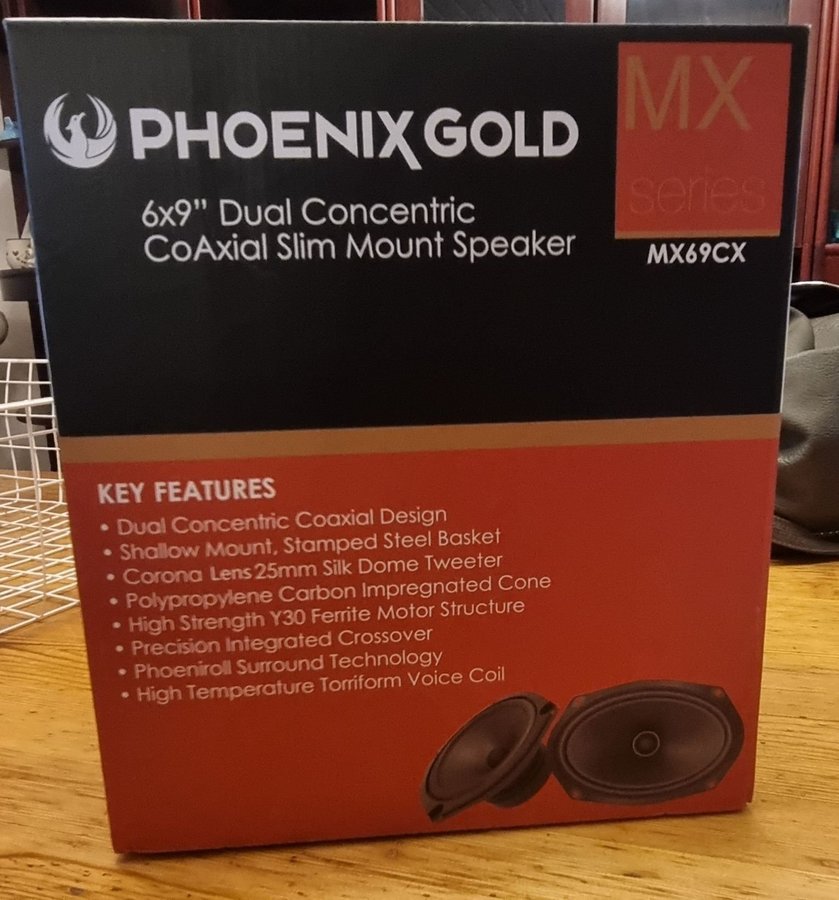 PHOENIX GOLD
6x9” Dual Concentric
CoAxial Slim Mount Speaker
MX
series
MX69CX
KEY FEATURES
• Dual Concentric Coaxial Design
• Shallow Mount, Stamped Steel Basket
• Corona Lens 25mm Silk Dome Tweeter
• Polypropylene Carbon Impregnated Cone
• High Strength Y30 Ferrite Motor Structure
• Precision Integrated Crossover
• Phoeniroll Surround Technology
• High Temperature Torriform Voice Coil